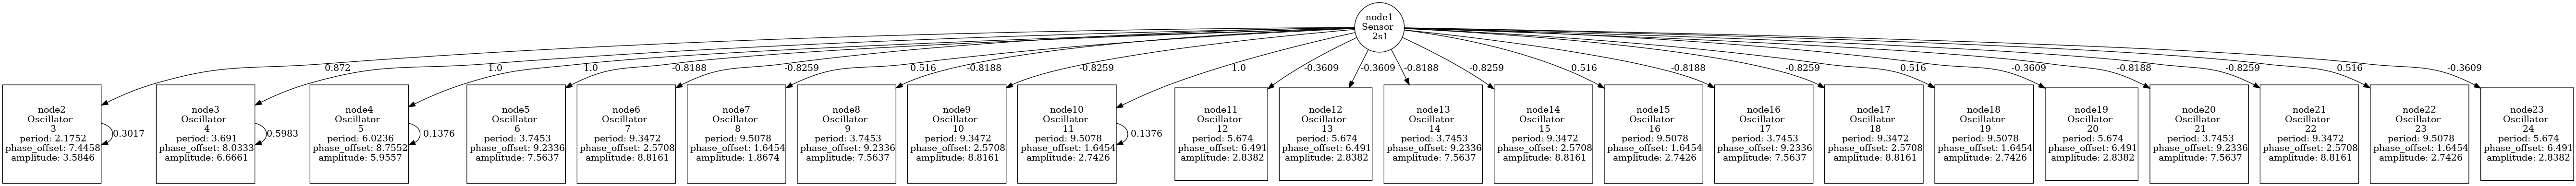 node1
Sensor
2s1
0.872
1.0
1.0
-0.8188
-0.8259
0.516
-0.8188
-0.8259
1.0
-0.3609
-0.3609
-0.8188
-0.8259
0.516
-0.8188
-0.8259
0.516
-0.3609
-0.8188
-0.8259
0.516
-0.3609
node2
Oscillator
3
period: 2.1752
phase_offset: 7.4458
amplitude: 3.5846
0.3017
node3
Oscillator
4
period: 3.691
phase_offset: 8.0333
amplitude: 6.6661
0.5983
node4
Oscillator
5
period: 6.0236
phase_offset: 8.7552
amplitude: 5.9557
-0.1376
node5
Oscillator
6
period: 3.7453
phase_offset: 9.2336
amplitude: 7.5637
node6
Oscillator
7
period: 9.3472
phase_offset: 2.5708
amplitude: 8.8161
node7
Oscillator
8
period: 9.5078
phase_offset: 1.6454
amplitude: 1.8674
node8
Oscillator
9
period: 3.7453
phase_offset: 9.2336
amplitude: 7.5637
node9
Oscillator
10
period: 9.3472
phase_offset: 2.5708
amplitude: 8.8161
node10
Oscillator
11
period: 9.5078
phase_offset: 1.6454
amplitude: 2.7426
-0.1376
node11
Oscillator
12
period: 5.674
phase_offset: 6.491
amplitude: 2.8382
node12
Oscillator
13
period: 5.674
phase_offset: 6.491
amplitude: 2.8382
node13
Oscillator
14
period: 3.7453
phase_offset: 9.2336
amplitude: 7.5637
node14
Oscillator
15
period: 9.3472
phase_offset: 2.5708
amplitude: 8.8161
node15
Oscillator
16
period: 9.5078
phase_offset: 1.6454
amplitude: 2.7426
node16
Oscillator
17
period: 3.7453
phase_offset: 9.2336
amplitude: 7.5637
node17
Oscillator
18
period: 9.3472
phase_offset: 2.5708
amplitude: 8.8161
node18
Oscillator
19
period: 9.5078
phase_offset: 1.6454
amplitude: 2.7426
node19
Oscillator
20
period: 5.674
phase_offset: 6.491
amplitude: 2.8382
node20
Oscillator
21
period: 3.7453
phase_offset: 9.2336
amplitude: 7.5637
node21
Oscillator
22
period: 9.3472
phase_offset: 2.5708
amplitude: 8.8161
node22
Oscillator
23
period: 9.5078
phase_offset: 1.6454
amplitude: 2.7426
node23
Oscillator
24
period: 5.674
phase_offset: 6.491
amplitude: 2.8382